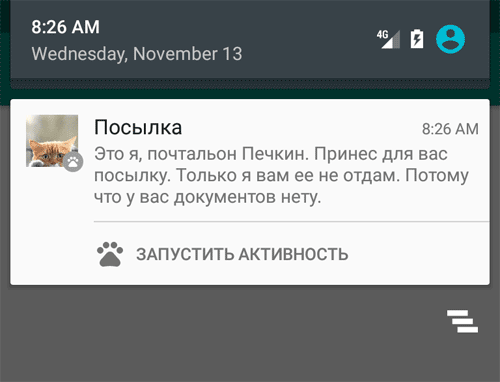 8:26 AM
Wednesday, November 13
4G
Посылка
8:26 AM
Это я, почтальон Печкин. Принес для вас
посылку. Только я вам ее не отдам. Потому
что у вас документов нету.
ЗАПУСТИТЬ АКТИВНОСТЬ